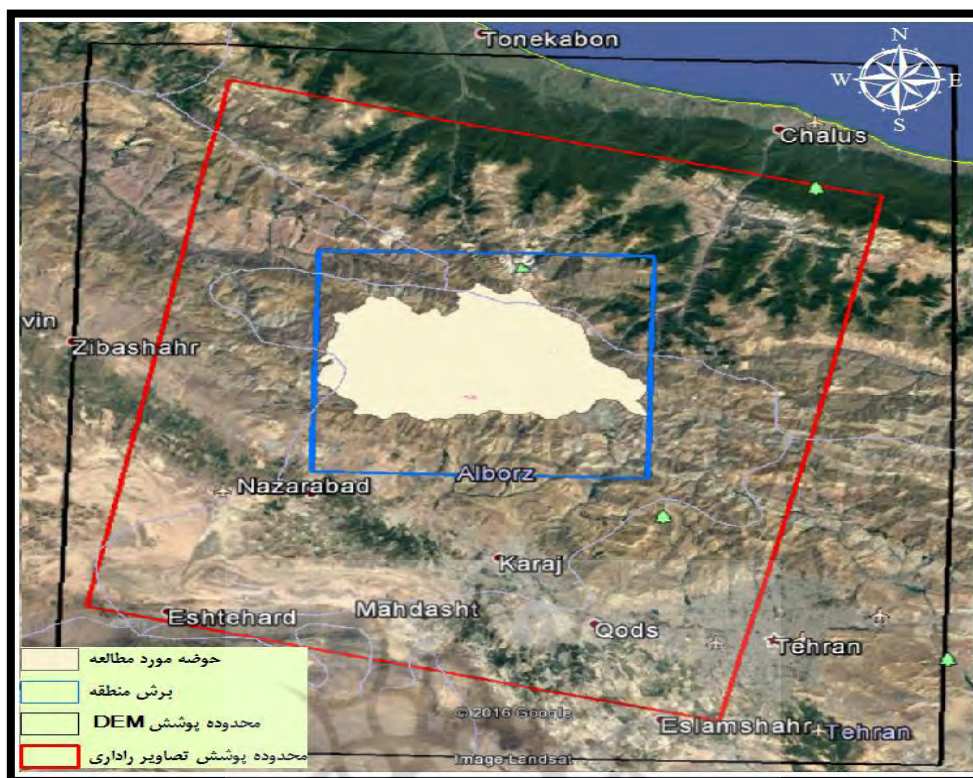 Tonekabon
N
W
E
S
Chalus
vin
Zibashahr
Alborz
Nazarabad
Karaj
Mahdasht
Eshtehard
Qods
Tehran
حوضه مورد مطالعه
برش منطقه
محدوده پوشش DEM
محدوده پوشش تصاویر راداری
©2016 Google
Eslamshahr
Tehran
Image Landsat